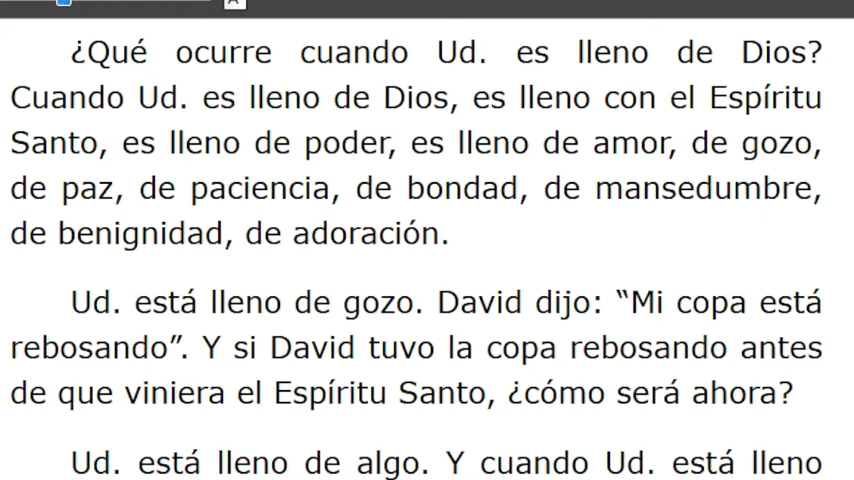 ¿Qué ocurre cuando Ud. es lleno de Dios?
Cuando Ud. es lleno de Dios, es lleno con el Espíritu
Santo, es lleno de poder, es lleno de amor, de gozo,
de paz, de paciencia, de bondad, de mansedumbre,
de benignidad, de adoración.
Ud. está lleno de gozo. David dijo: “Mi copa está
rebosando”. Y si David tuvo la copa rebosando antes
de que viniera el Espíritu Santo, ¿cómo será ahora?
Ud. está lleno de algo. Y cuando Ud. está lleno